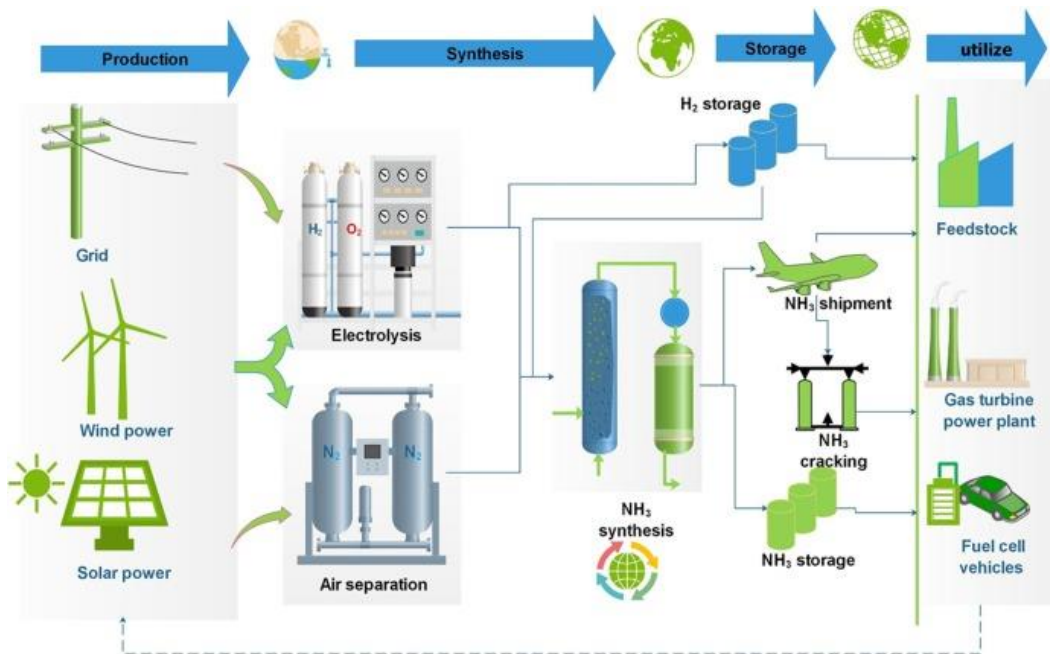 Production
Synthesis
Storage
utilize
Grid
Wind power
Solar power
H₂
O₂
Electrolysis
N₂
N₂
Air separation
NH₃
synthesis
H₂ storage
NH₃ shipment
NH₃
cracking
NH₃ storage
Feedstock
Gas turbine
power plant
Fuel cell
vehicles